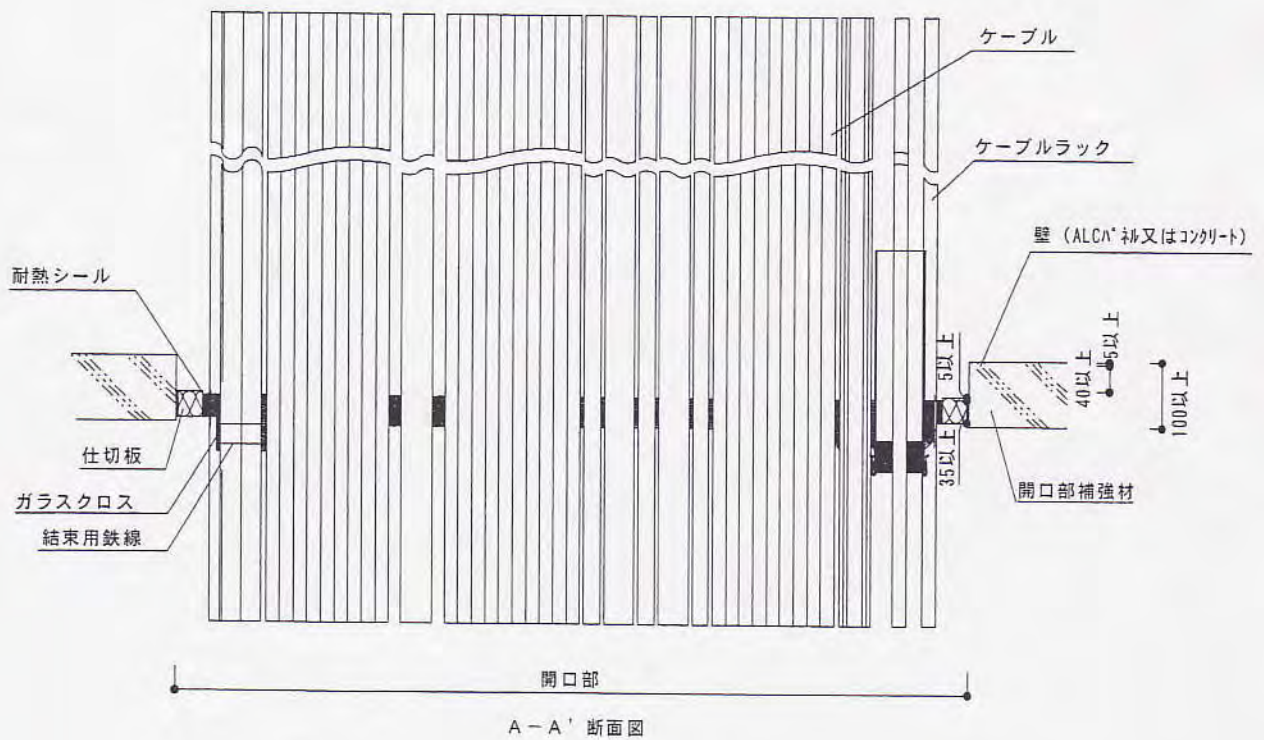 ケーブル
ケーブルラック
壁 (ALCパネル又はコンクリート)
耐熱シール
5以上
5以上
40以上
100以上
仕切板
35以上
ガラスクロス
開口部補強材
結束用鉄線
開口部
A-A' 断面図